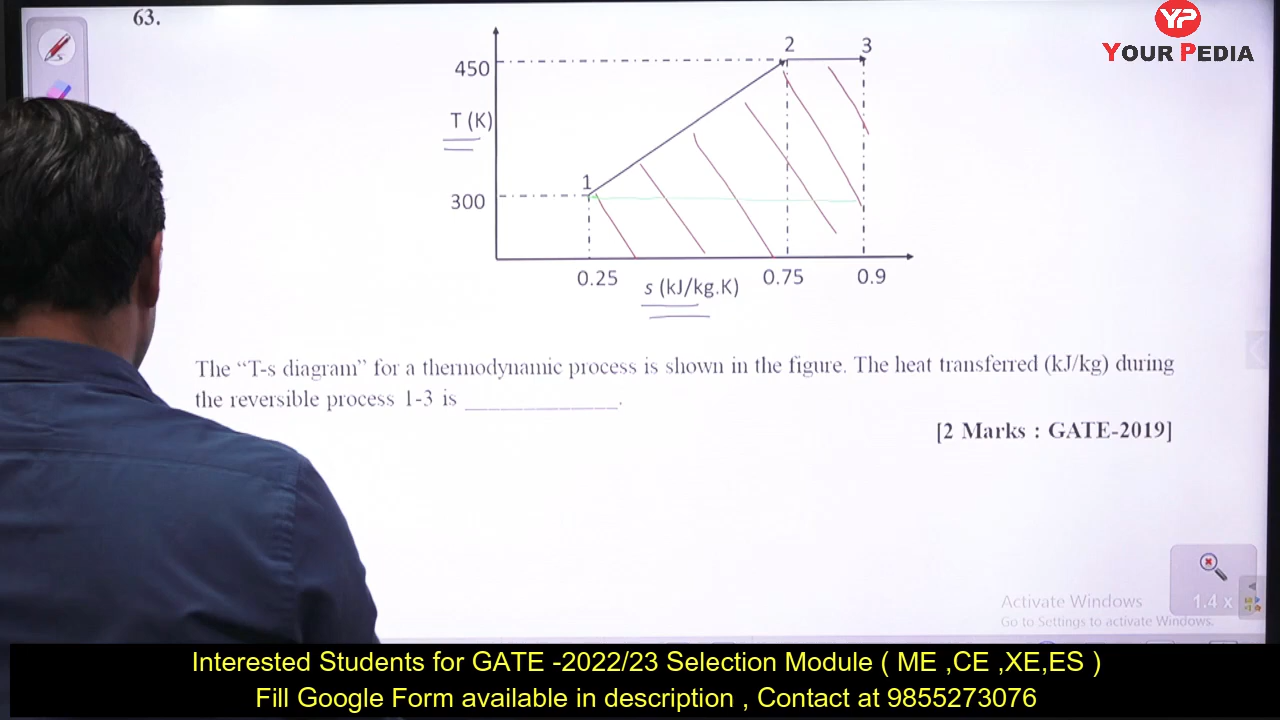 63.
YP
YOUR PEDIA
2
3
450
T (K)
1
300
0.25
s (kJ/kg.K)
0.75
0.9
The “T-s diagram” for a thermodynamic process is shown in the figure. The heat transferred (kJ/kg) during
the reversible process 1-3 is ______________.
[2 Marks : GATE-2019]
Activate Windows
1.4 x
Go to Settings to activate Windows.
Interested Students for GATE -2022/23 Selection Module ( ME ,CE ,XE,ES )
Fill Google Form available in description , Contact at 9855273076